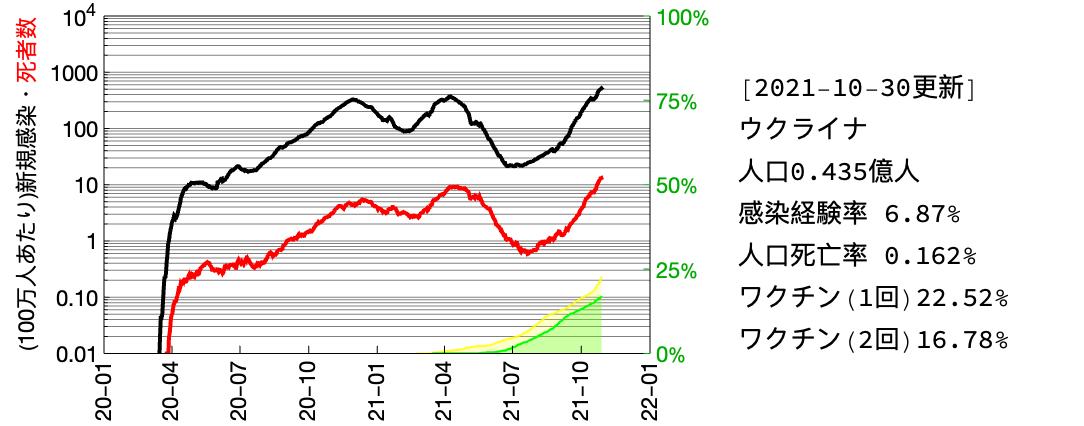 (100万人あたり)新規感染・死者数
10⁴
1000
100
10
1
0.10
0.01
100%
75%
50%
25%
0%
20-01
20-04
20-07
20-10
21-01
21-04
21-07
21-10
22-01
[2021-10-30更新]
ウクライナ
人口0.435億人
感染経験率 6.87%
人口死亡率 0.162%
ワクチン(1回)22.52%
ワクチン(2回)16.78%